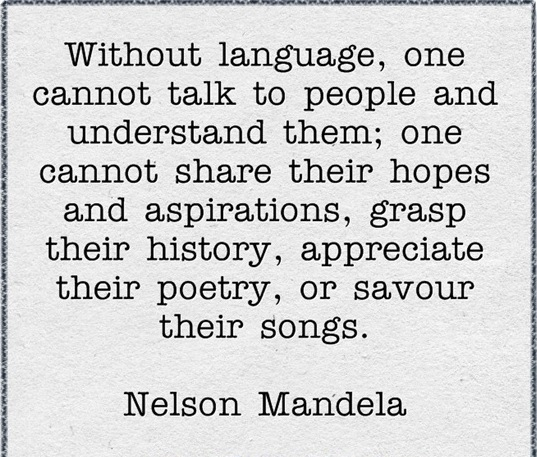 Without language, one
cannot talk to people and
understand them; one
cannot share their hopes
and aspirations, grasp
their history, appreciate
their poetry, or savour
their songs.
Nelson Mandela